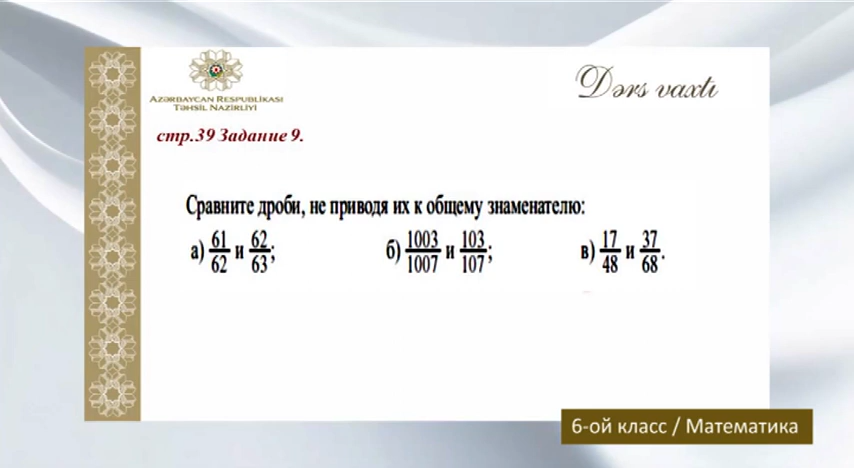 AZƏRBAYCAN RESPUBLİKASI
TƏHSİL NAZİRLİYİ
Dərs vaxtı
стр.39 Задание 9.
Сравните дроби, не приводя их к общему знаменателю:
а) 61/62 и 62/63; б) 1003/1007 и 103/107; в) 17/48 и 37/68.
6-ой класс / Математика